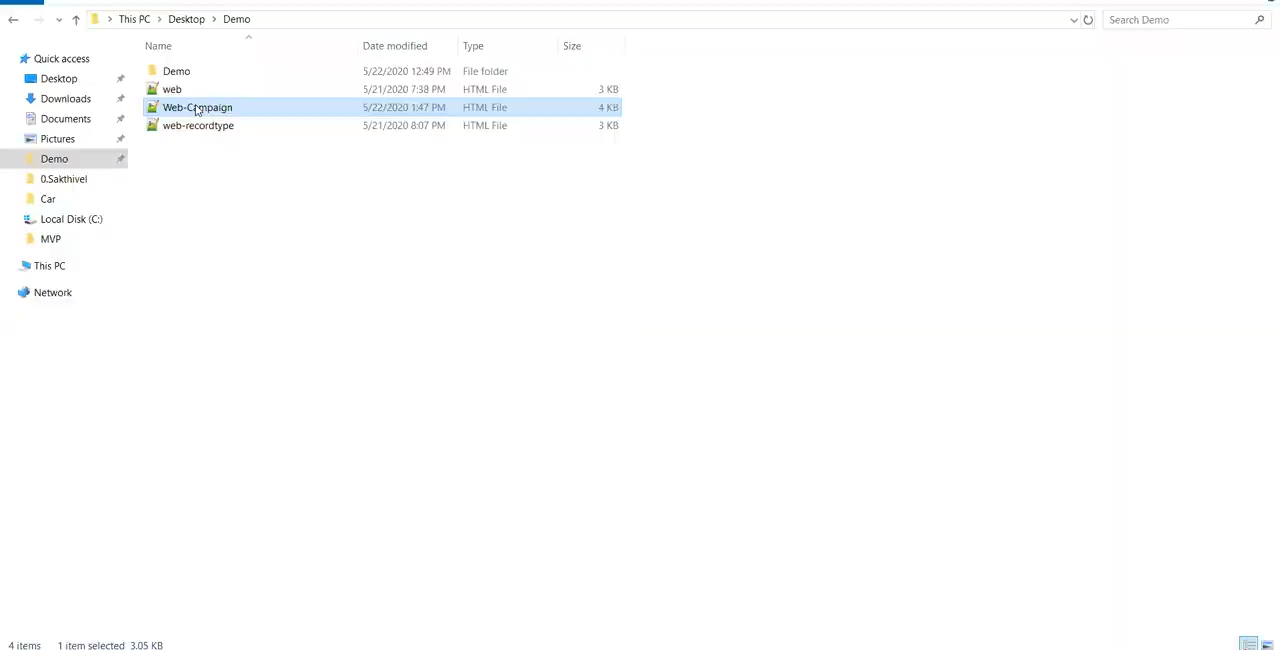 This PC > Desktop > Demo
Search Demo
Name Date modified Type Size
Quick access
Desktop
Downloads
Documents
Pictures
Demo
0.Sakthivel
Car
Local Disk (C:)
MVP
This PC
Network
Demo 5/22/2020 12:49 PM File folder
web 5/21/2020 7:38 PM HTML File 3 KB
Web-Campaign 5/22/2020 1:47 PM HTML File 4 KB
web-recordtype 5/21/2020 8:07 PM HTML File 3 KB
4 items 1 item selected 3.05 KB